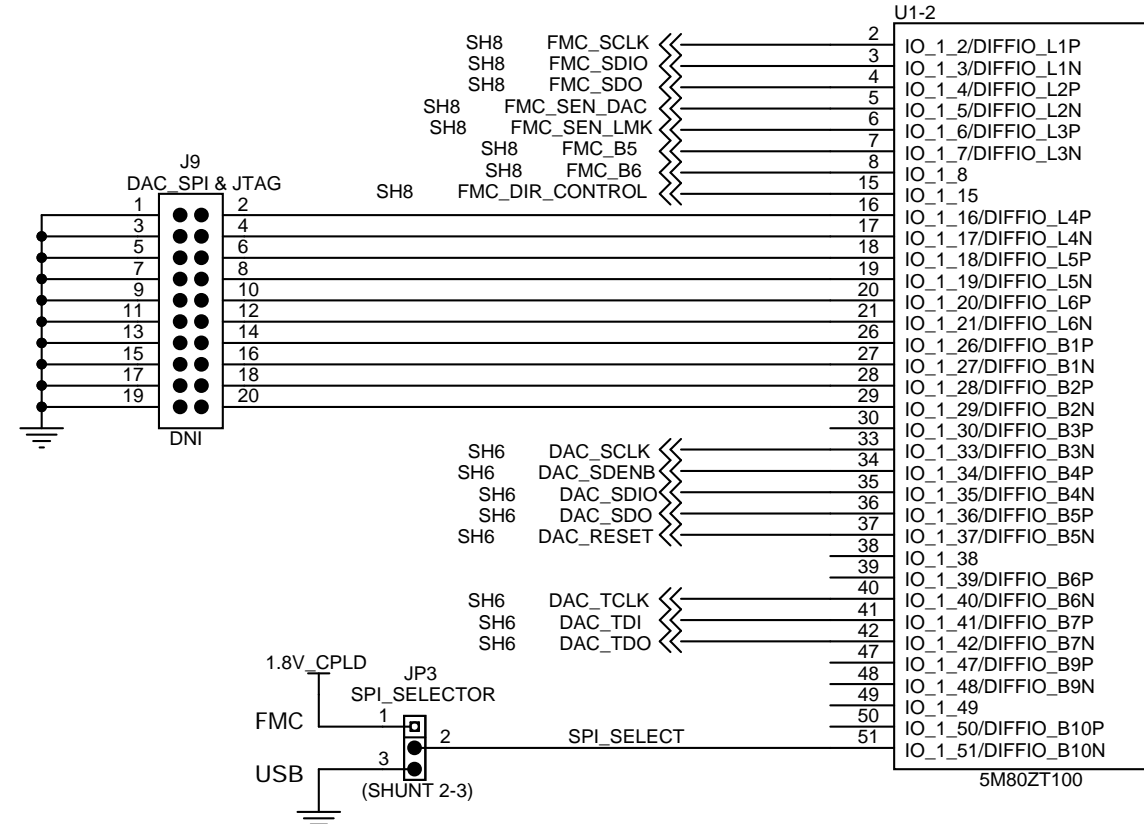 U1-2
SH8 FMC_SCLK 2 IO_1_2/DIFFIO_L1P
SH8 FMC_SDIO 3 IO_1_3/DIFFIO_L1N
SH8 FMC_SDO 4 IO_1_4/DIFFIO_L2P
SH8 FMC_SEN_DAC 5 IO_1_5/DIFFIO_L2N
SH8 FMC_SEN_LMK 6 IO_1_6/DIFFIO_L3P
SH8 FMC_B5 7 IO_1_7/DIFFIO_L3N
SH8 FMC_B6 8 IO_1_8
SH8 FMC_DIR_CONTROL 15 IO_1_15
J9
DAC_SPI & JTAG
1 2 16 IO_1_16/DIFFIO_L4P
3 4 17 IO_1_17/DIFFIO_L4N
5 6 18 IO_1_18/DIFFIO_L5P
7 8 19 IO_1_19/DIFFIO_L5N
9 10 20 IO_1_20/DIFFIO_L6P
11 12 21 IO_1_21/DIFFIO_L6N
13 14 26 IO_1_26/DIFFIO_B1P
15 16 27 IO_1_27/DIFFIO_B1N
17 18 28 IO_1_28/DIFFIO_B2P
19 20 29 IO_1_29/DIFFIO_B2N
DNI
30 IO_1_30/DIFFIO_B3P
SH6 DAC_SCLK 33 IO_1_33/DIFFIO_B3N
SH6 DAC_SDENB 34 IO_1_34/DIFFIO_B4P
SH6 DAC_SDIO 35 IO_1_35/DIFFIO_B4N
SH6 DAC_SDO 36 IO_1_36/DIFFIO_B5P
SH6 DAC_RESET 37 IO_1_37/DIFFIO_B5N
38 IO_1_38
39 IO_1_39/DIFFIO_B6P
SH6 DAC_TCLK 40 IO_1_40/DIFFIO_B6N
SH6 DAC_TDI 41 IO_1_41/DIFFIO_B7P
SH6 DAC_TDO 42 IO_1_42/DIFFIO_B7N
47 IO_1_47/DIFFIO_B9P
48 IO_1_48/DIFFIO_B9N
49 IO_1_49
50 IO_1_50/DIFFIO_B10P
1.8V_CPLD
JP3
SPI_SELECTOR
FMC 1
2 SPI_SELECT 51 IO_1_51/DIFFIO_B10N
USB 3
(SHUNT 2-3)
5M80ZT100